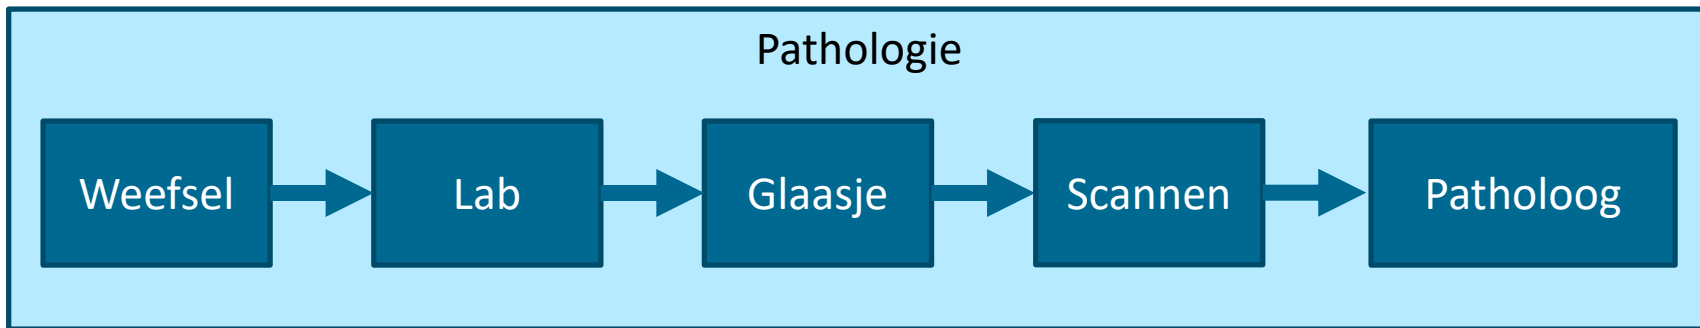 Pathologie
Weefsel
Lab
Glaasje
Scannen
Patholoog